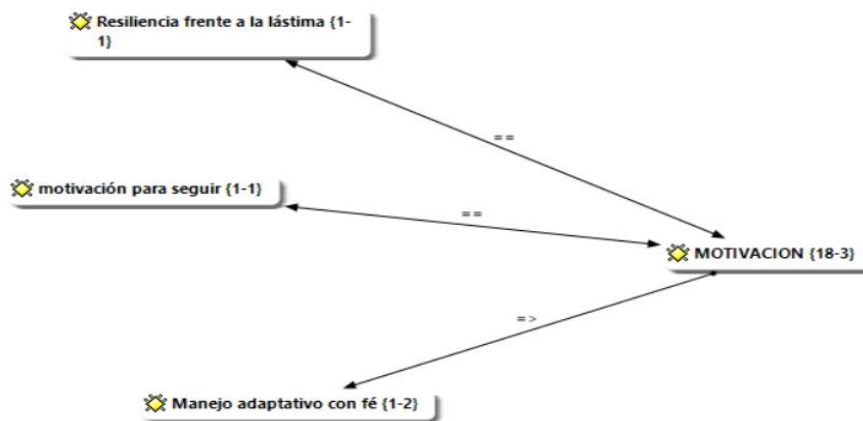 Resiliencia frente a la lástima {1-
1}
==
motivación para seguir {1-1}
==
MOTIVACION {18-3}
=>
Manejo adaptativo con fé {1-2}